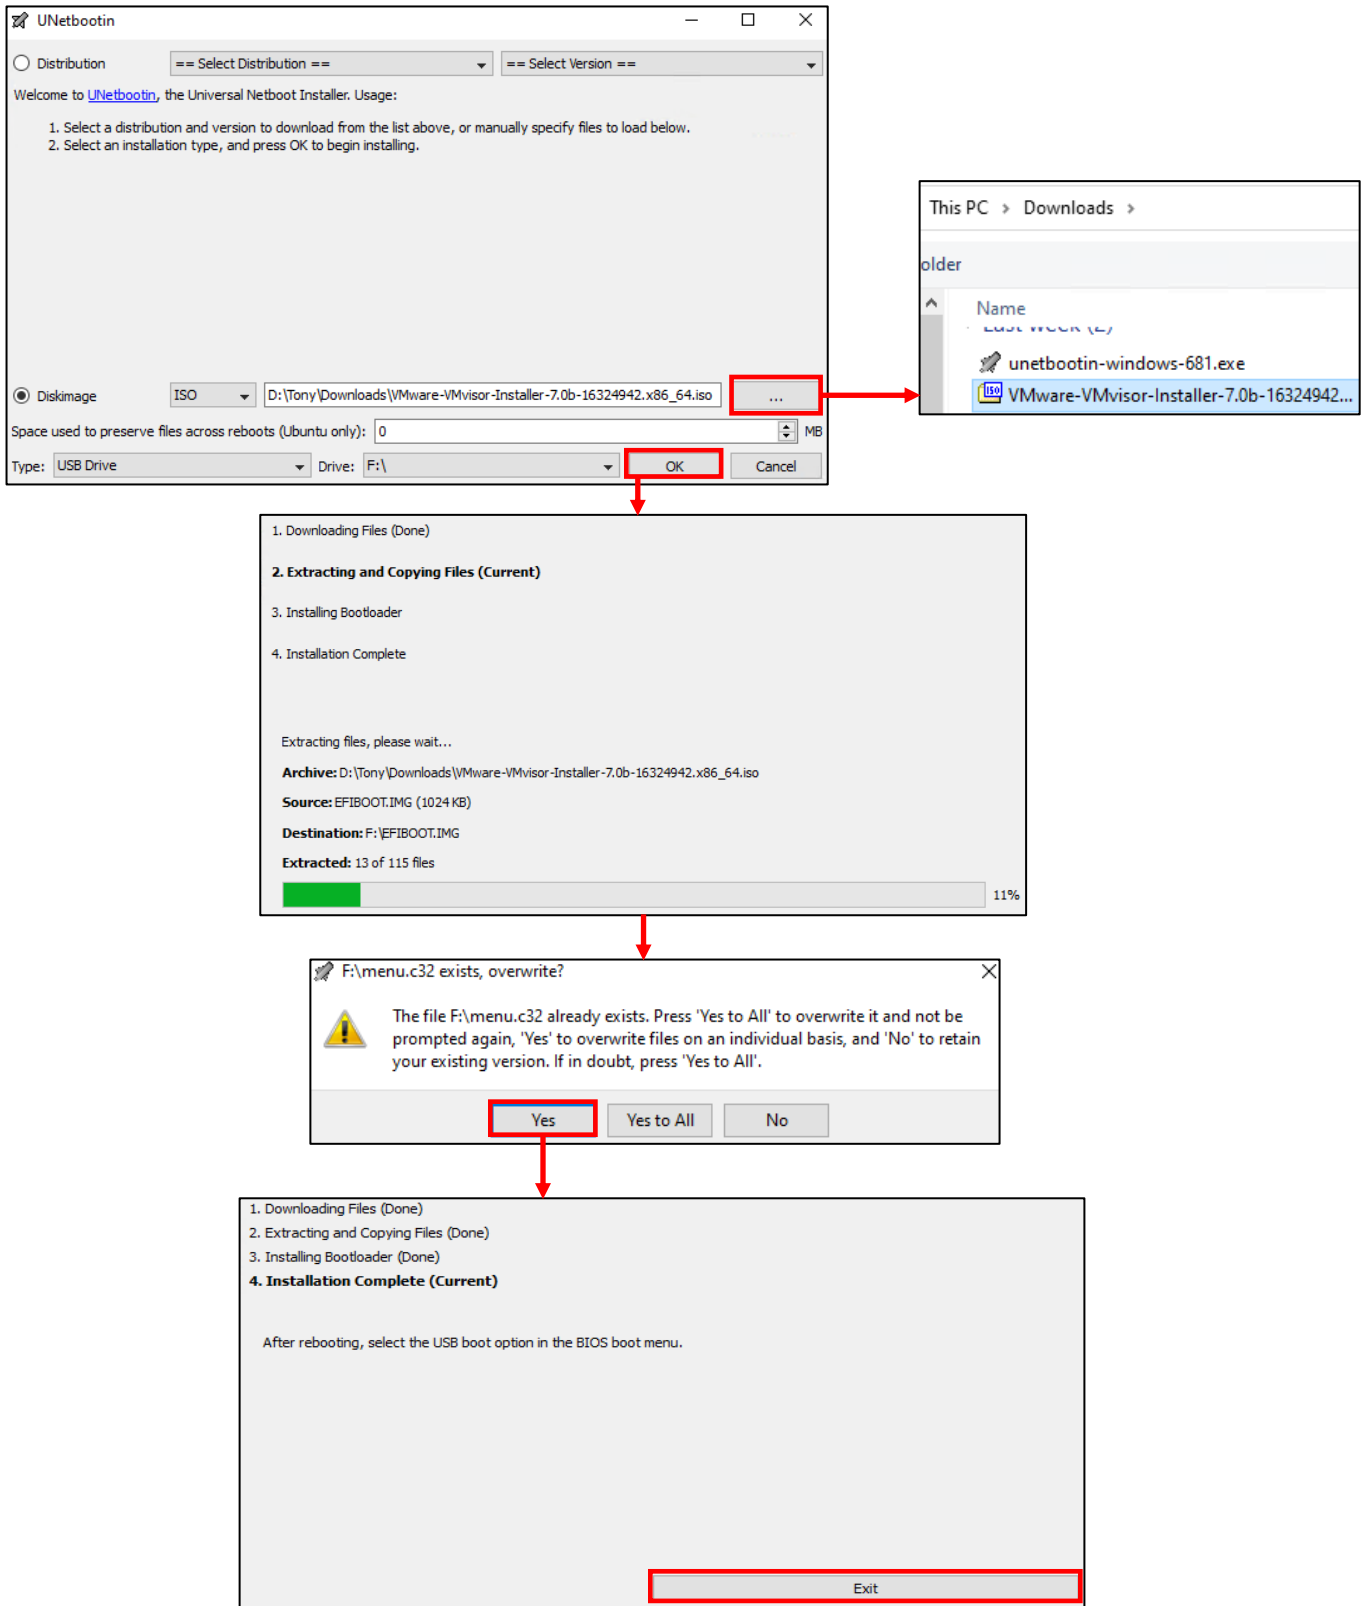 UNetbootin
Distribution
== Select Distribution ==
== Select Version ==
Welcome to UNetbootin, the Universal Netboot Installer. Usage:
1. Select a distribution and version to download from the list above, or manually specify files to load below.
2. Select an installation type, and press OK to begin installing.
Diskimage
ISO
D:\Tony\Downloads\VMware-VMvisor-Installer-7.0b-16324942.x86_64.iso
...
Space used to preserve files across reboots (Ubuntu only):
0
MB
Type:
USB Drive
Drive:
F:\
OK
Cancel
This PC > Downloads >
older
Name
Last week (2)
unetbootin-windows-681.exe
ISO
VMware-VMvisor-Installer-7.0b-16324942...
1. Downloading Files (Done)
2. Extracting and Copying Files (Current)
3. Installing Bootloader
4. Installation Complete
Extracting files, please wait...
Archive: D:\Tony\Downloads\VMware-VMvisor-Installer-7.0b-16324942.x86_64.iso
Source: EFIBOOT.IMG (1024 KB)
Destination: F:\EFIBOOT.IMG
Extracted: 13 of 115 files
11%
F:\menu.c32 exists, overwrite?
The file F:\menu.c32 already exists. Press 'Yes to All' to overwrite it and not be
prompted again, 'Yes' to overwrite files on an individual basis, and 'No' to retain
your existing version. If in doubt, press 'Yes to All'.
Yes
Yes to All
No
1. Downloading Files (Done)
2. Extracting and Copying Files (Done)
3. Installing Bootloader (Done)
4. Installation Complete (Current)
After rebooting, select the USB boot option in the BIOS boot menu.
Exit